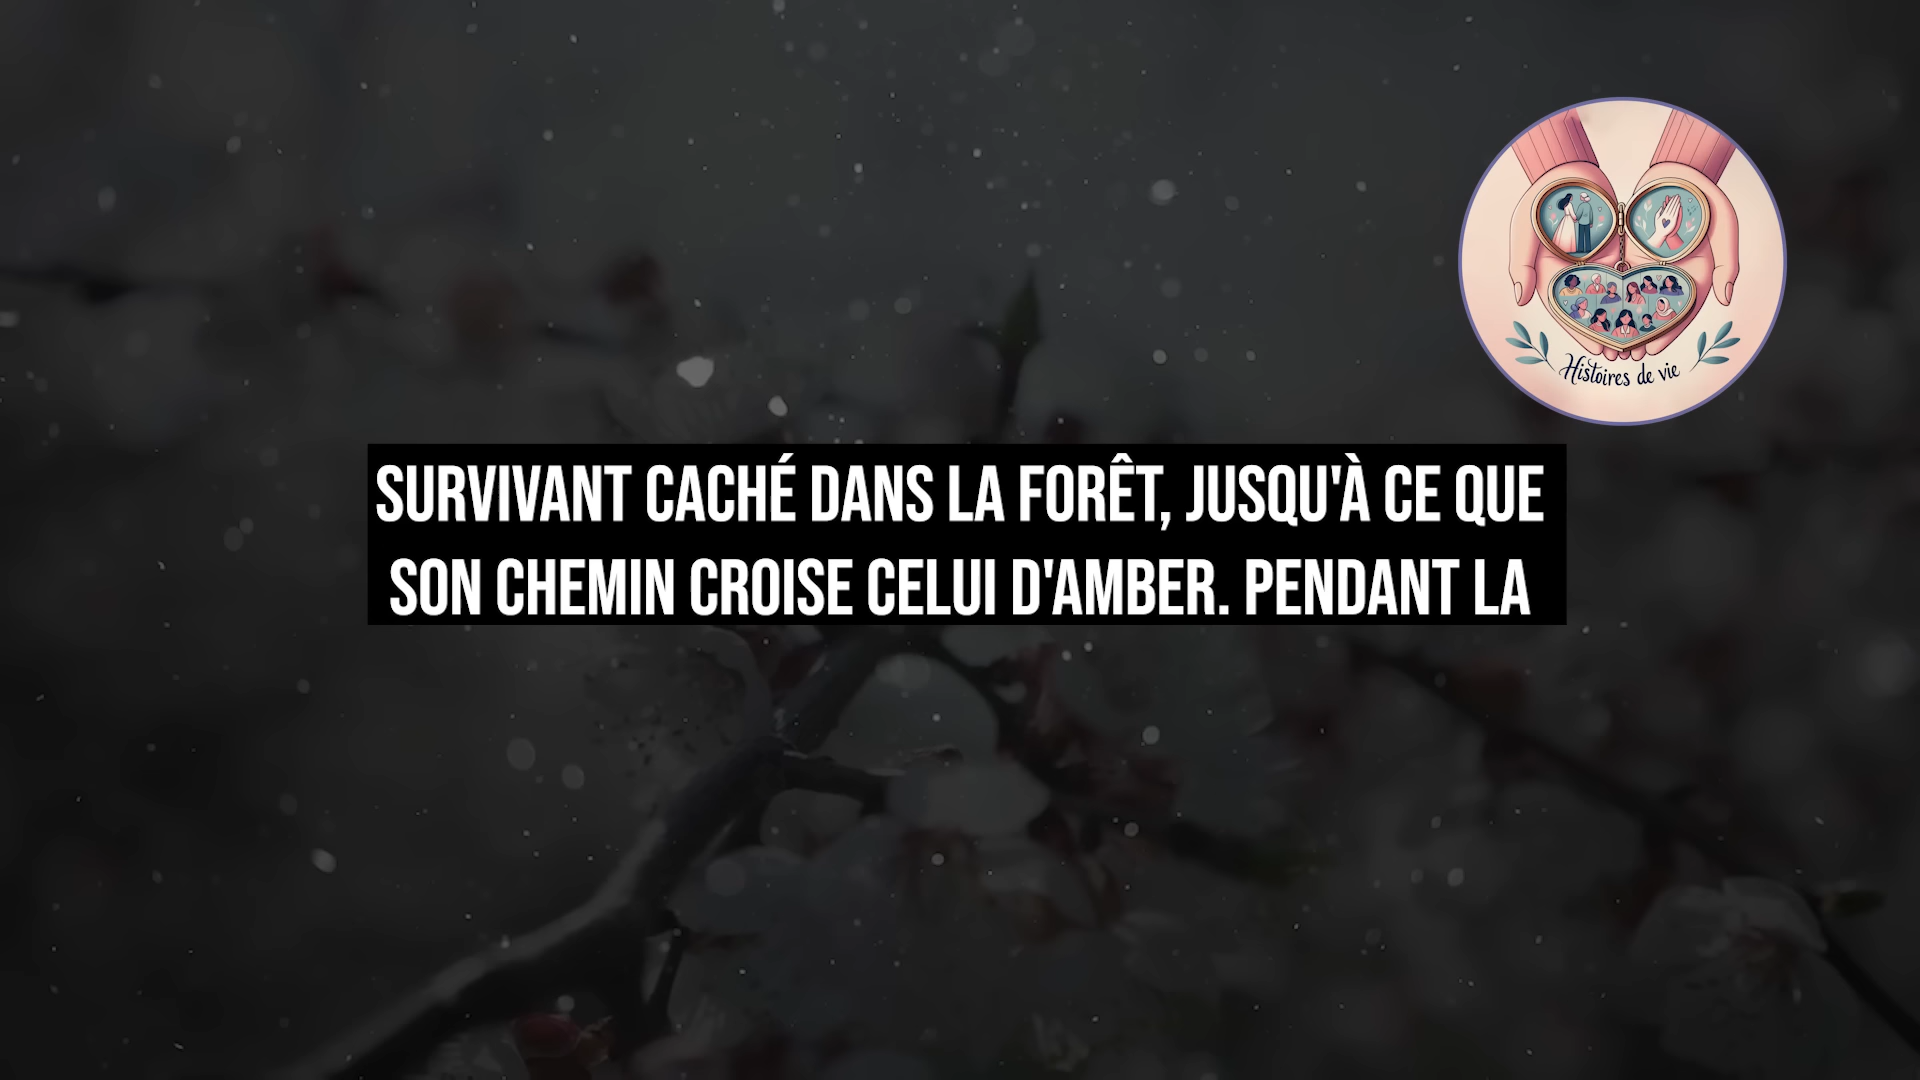 Histoires de vie
SURVIVANT CACHÉ DANS LA FORÊT, JUSQU'À CE QUE
SON CHEMIN CROISE CELUI D'AMBER. PENDANT LA